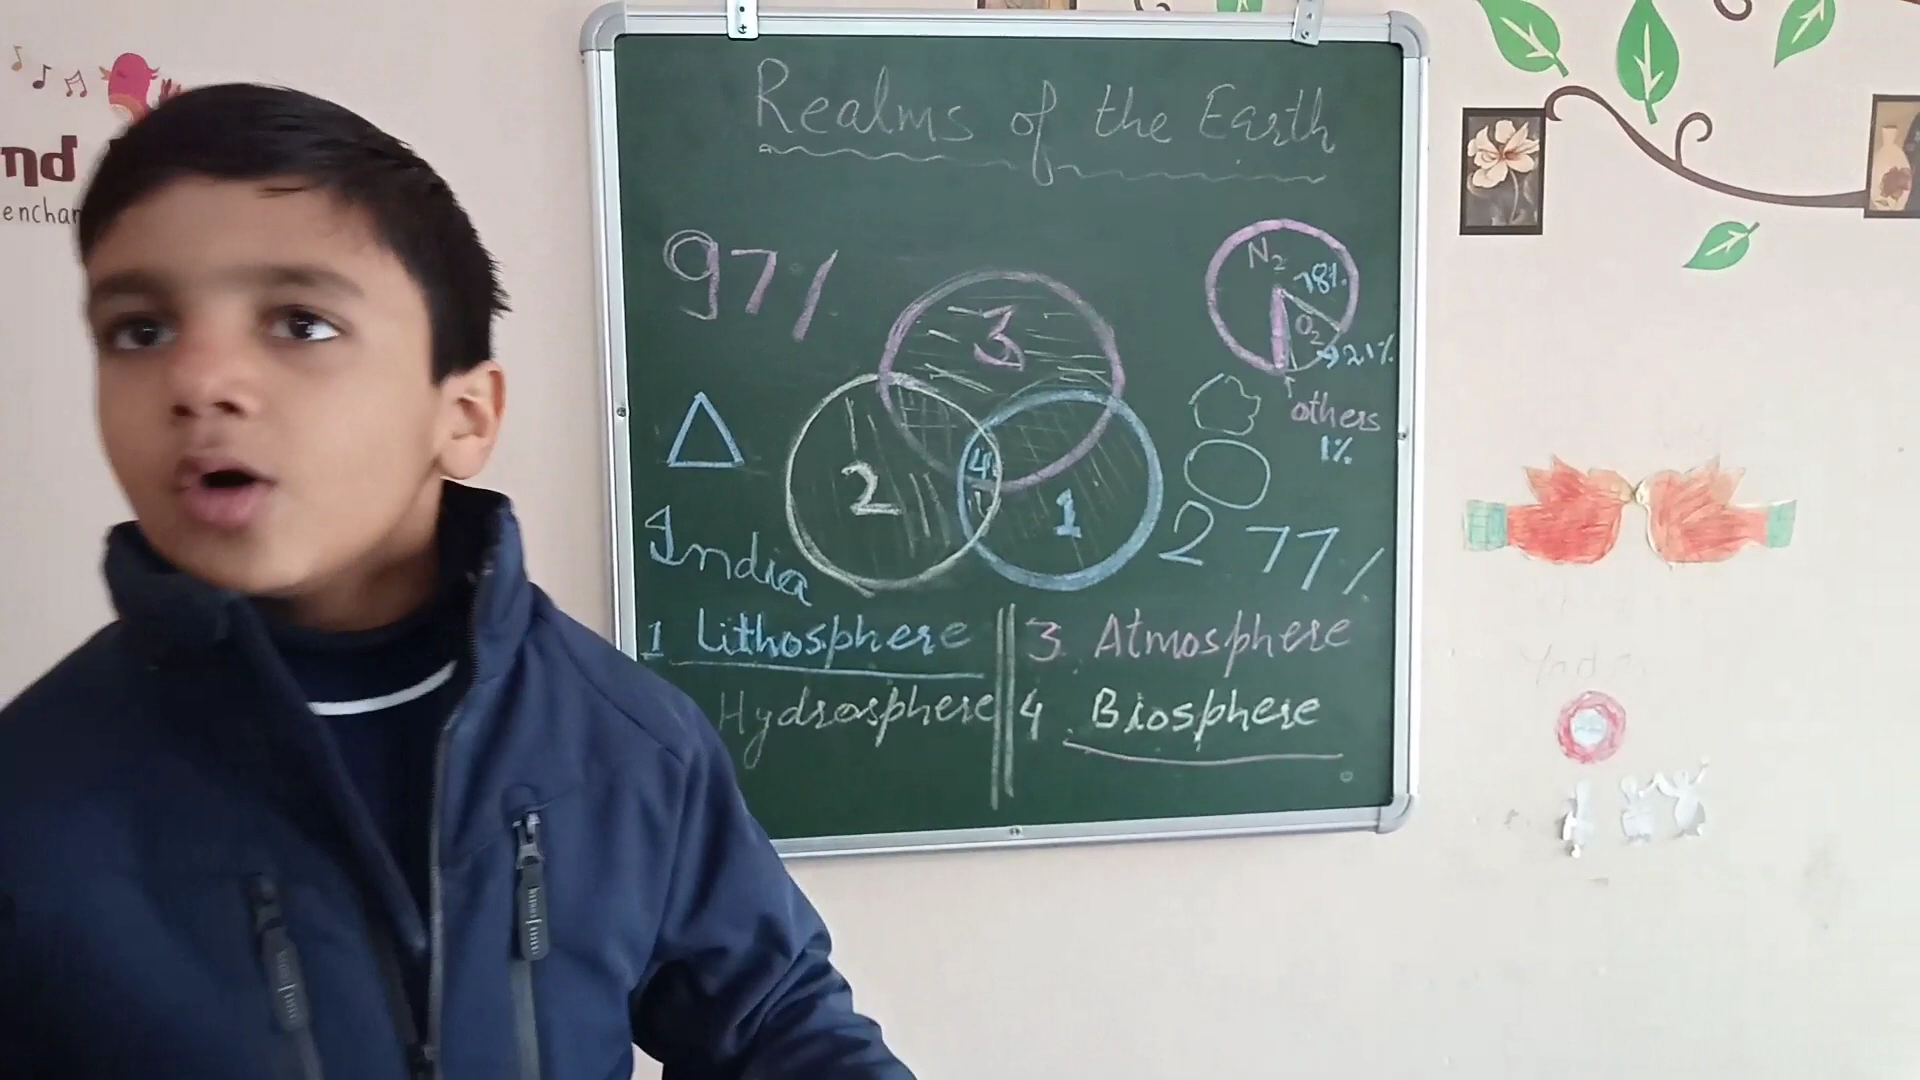 Realms of the Earth
97%
N2
78%
O2
21%
others
1%
3
2
4
1
India
2 77%
1 Lithosphere
3 Atmosphere
Hydrosphere
4 Biosphere
nd
enchan